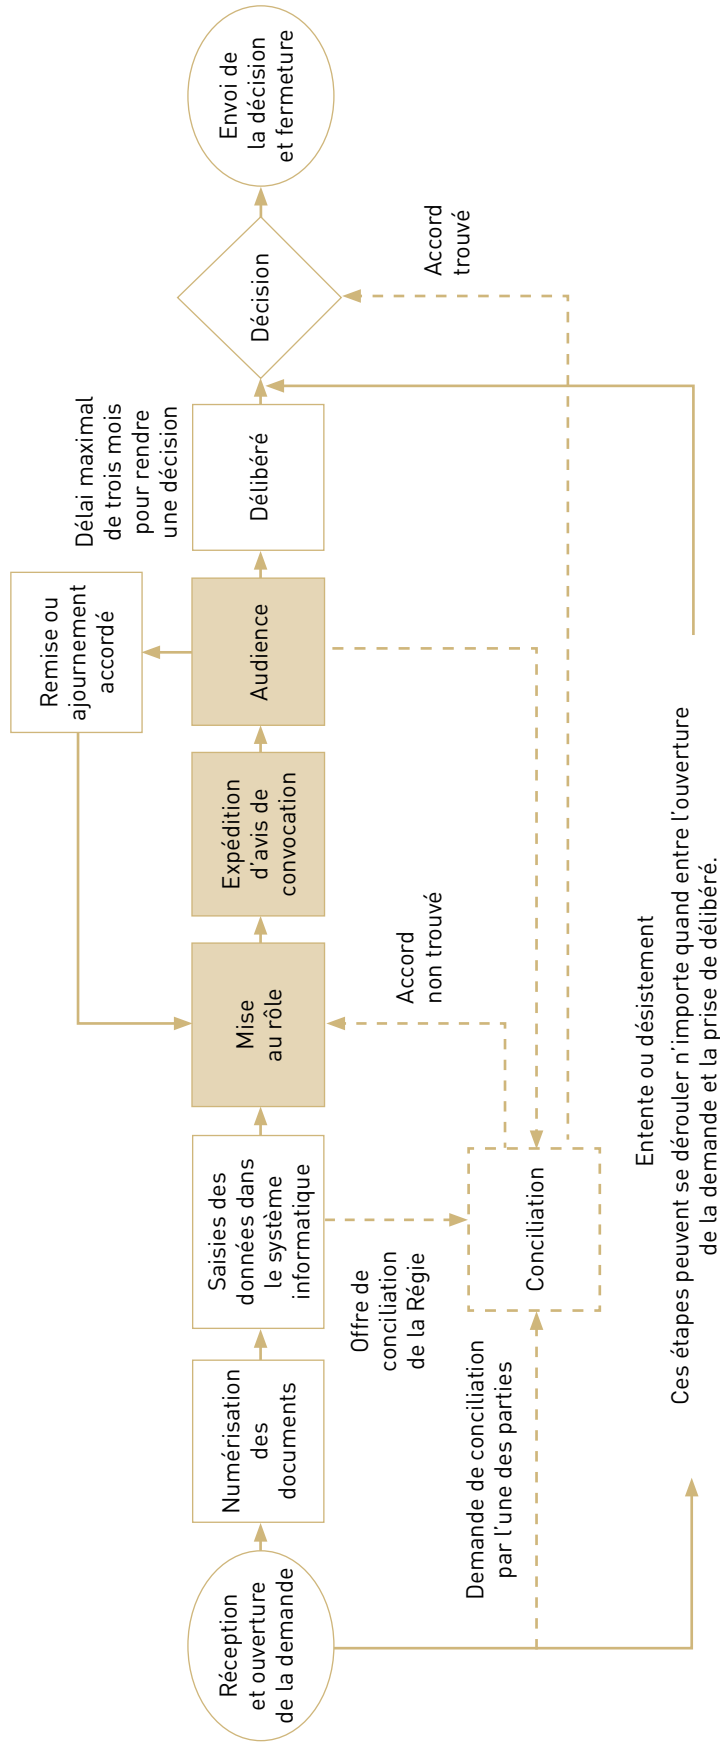 Réception
et ouverture
de la demande
Numérisation
des
documents
Saisies des
données dans
le système
informatique
Mise
au rôle
Expédition
d'avis de
convocation
Audience
Remise ou
ajournement
accordé
Délai maximal
de trois mois
pour rendre
une décision
Délibéré
Décision
Envoi de
la décision
et fermeture
Demande de conciliation
par l'une des parties
Offre de
conciliation
de la Régie
Conciliation
Accord
non trouvé
Accord
trouvé
Entente ou désistement
Ces étapes peuvent se dérouler n'importe quand entre l'ouverture
de la demande et la prise de délibéré.